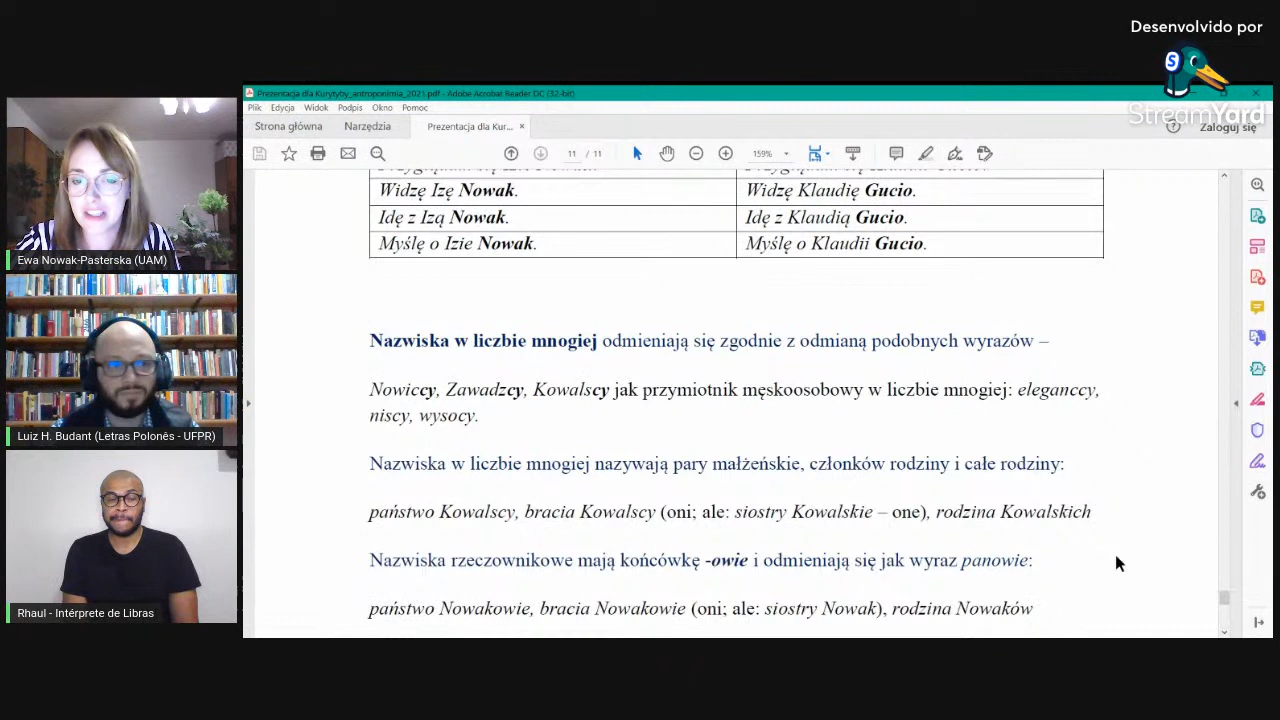 Desenvolvido por
StreamYard
Prezentacja dla Kurytyby_antroponimia_2021.pdf - Adobe Acrobat Reader DC (32-bit)
Plik Edycja Widok Podpis Okno Pomoc
Strona główna Narzędzia Prezentacja dla Kur... × Zaloguj się
11 / 11 159%
Widzę Izę Nowak. Widzę Klaudię Gucio.
Idę z Izą Nowak. Idę z Klaudią Gucio.
Myślę o Izie Nowak. Myślę o Klaudii Gucio.
Nazwiska w liczbie mnogiej odmieniają się zgodnie z odmianą podobnych wyrazów –
Nowiccy, Zawadzcy, Kowalscy jak przymiotnik męskoosobowy w liczbie mnogiej: eleganccy,
niscy, wysocy.
Nazwiska w liczbie mnogiej nazywają pary małżeńskie, członków rodziny i całe rodziny:
państwo Kowalscy, bracia Kowalscy (oni; ale: siostry Kowalskie – one), rodzina Kowalskich
Nazwiska rzeczownikowe mają końcówkę -owie i odmieniają się jak wyraz panowie:
państwo Nowakowie, bracia Nowakowie (oni; ale: siostry Nowak), rodzina Nowaków
Ewa Nowak-Pasterska (UAM)
Luiz H. Budant (Letras Polonês - UFPR)
Rhaul - Intérprete de Libras